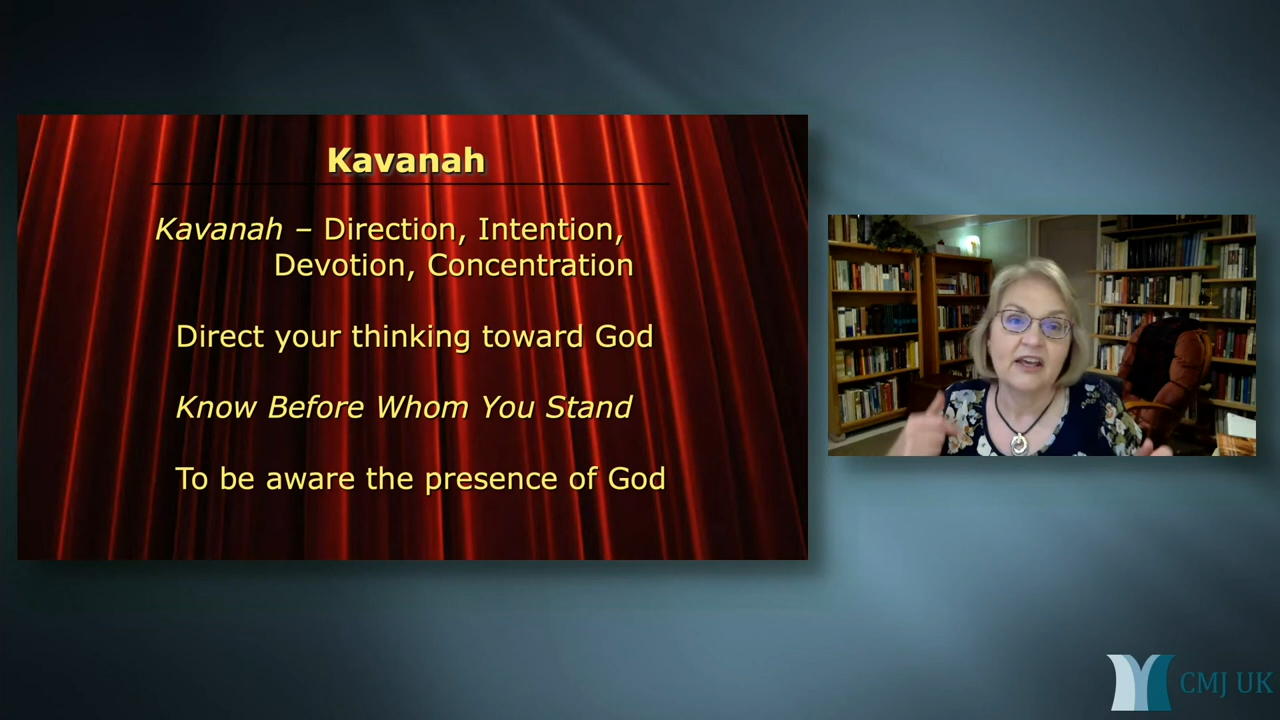 Kavanah
Kavanah – Direction, Intention,
Devotion, Concentration
Direct your thinking toward God
Know Before Whom You Stand
To be aware the presence of God
CMJ UK